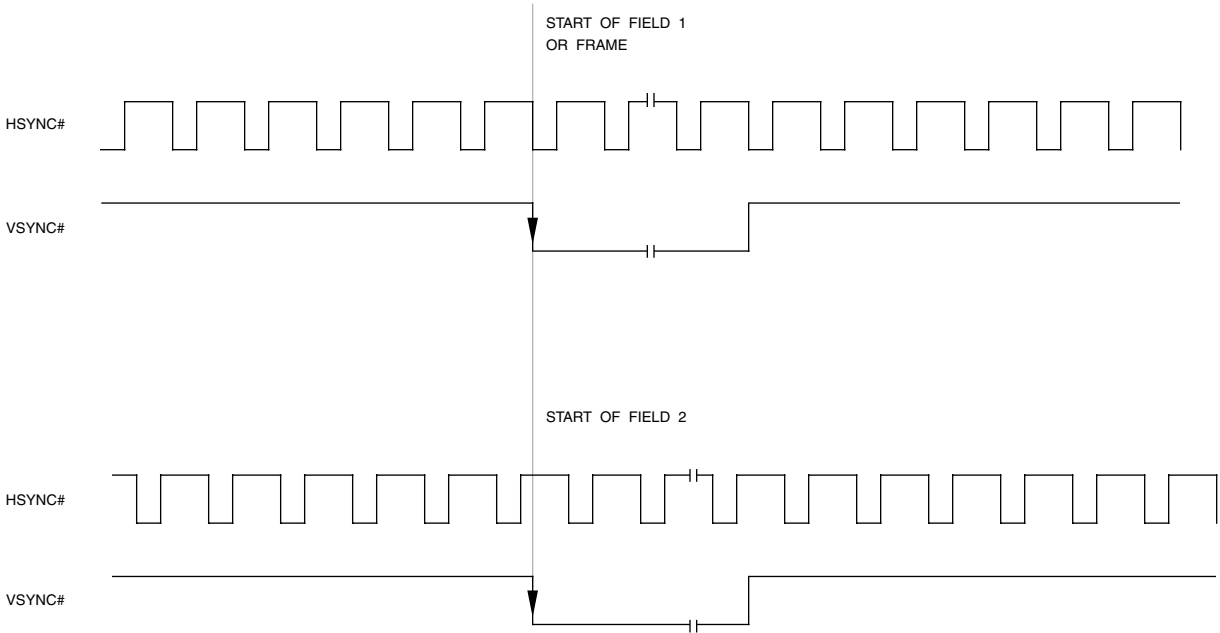 START OF FIELD 1
OR FRAME
HSYNC#
VSYNC#
START OF FIELD 2
HSYNC#
VSYNC#